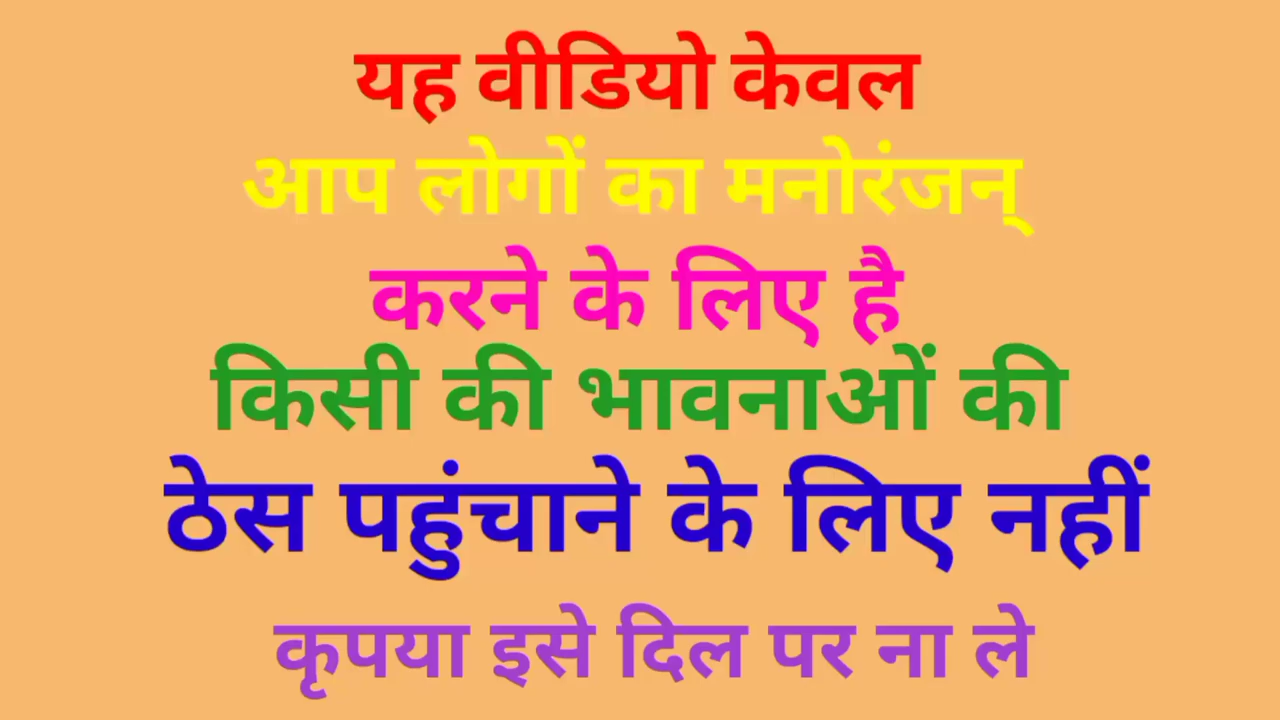 यह वीडियो केवल
आप लोगों का मनोरंजन्
करने के लिए है
किसी की भावनाओं की
ठेस पहुंचाने के लिए नहीं
कृपया इसे दिल पर ना ले